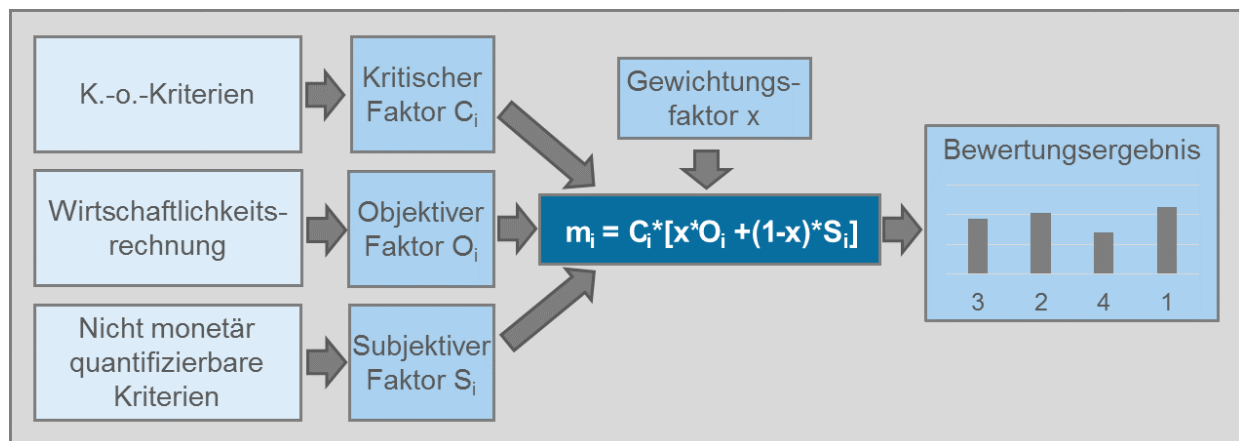 K.-o.-Kriterien
Kritischer
Faktor Ci
Gewichtungs-
faktor x
Wirtschaftlichkeits-
rechnung
Objektiver
Faktor Oi
mi = Ci*[x*Oi +(1-x)*Si]
Bewertungsergebnis
3 2 4 1
Nicht monetär
quantifizierbare
Kriterien
Subjektiver
Faktor Si